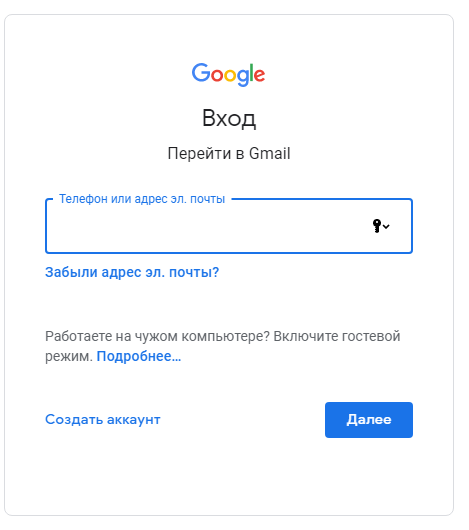 Google
Вход
Перейти в Gmail
Телефон или адрес эл. почты
Забыли адрес эл. почты?
Работаете на чужом компьютере? Включите гостевой
режим. Подробнее…
Создать аккаунт
Далее